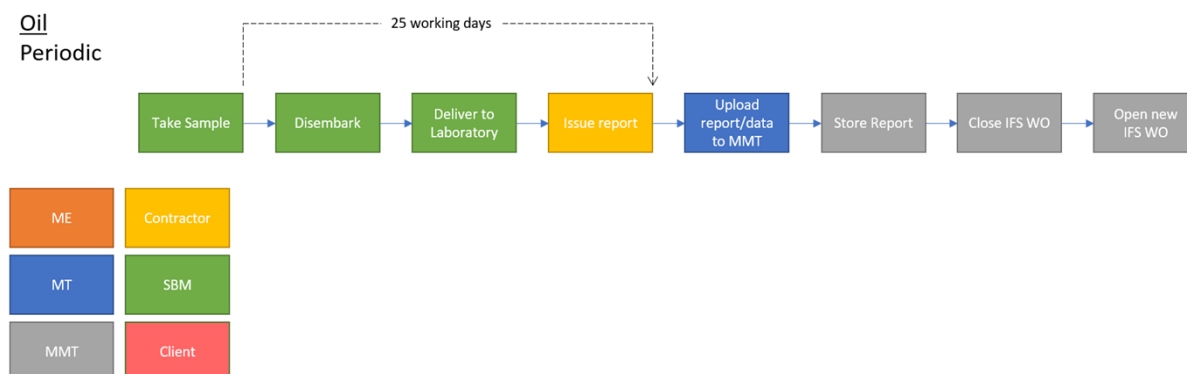 Oil
Periodic
25 working days
Take Sample
Disembark
Deliver to
Laboratory
Issue report
Upload
report/data
to MMT
Store Report
Close IFS WO
Open new
IFS WO
ME
Contractor
MT
SBM
MMT
Client